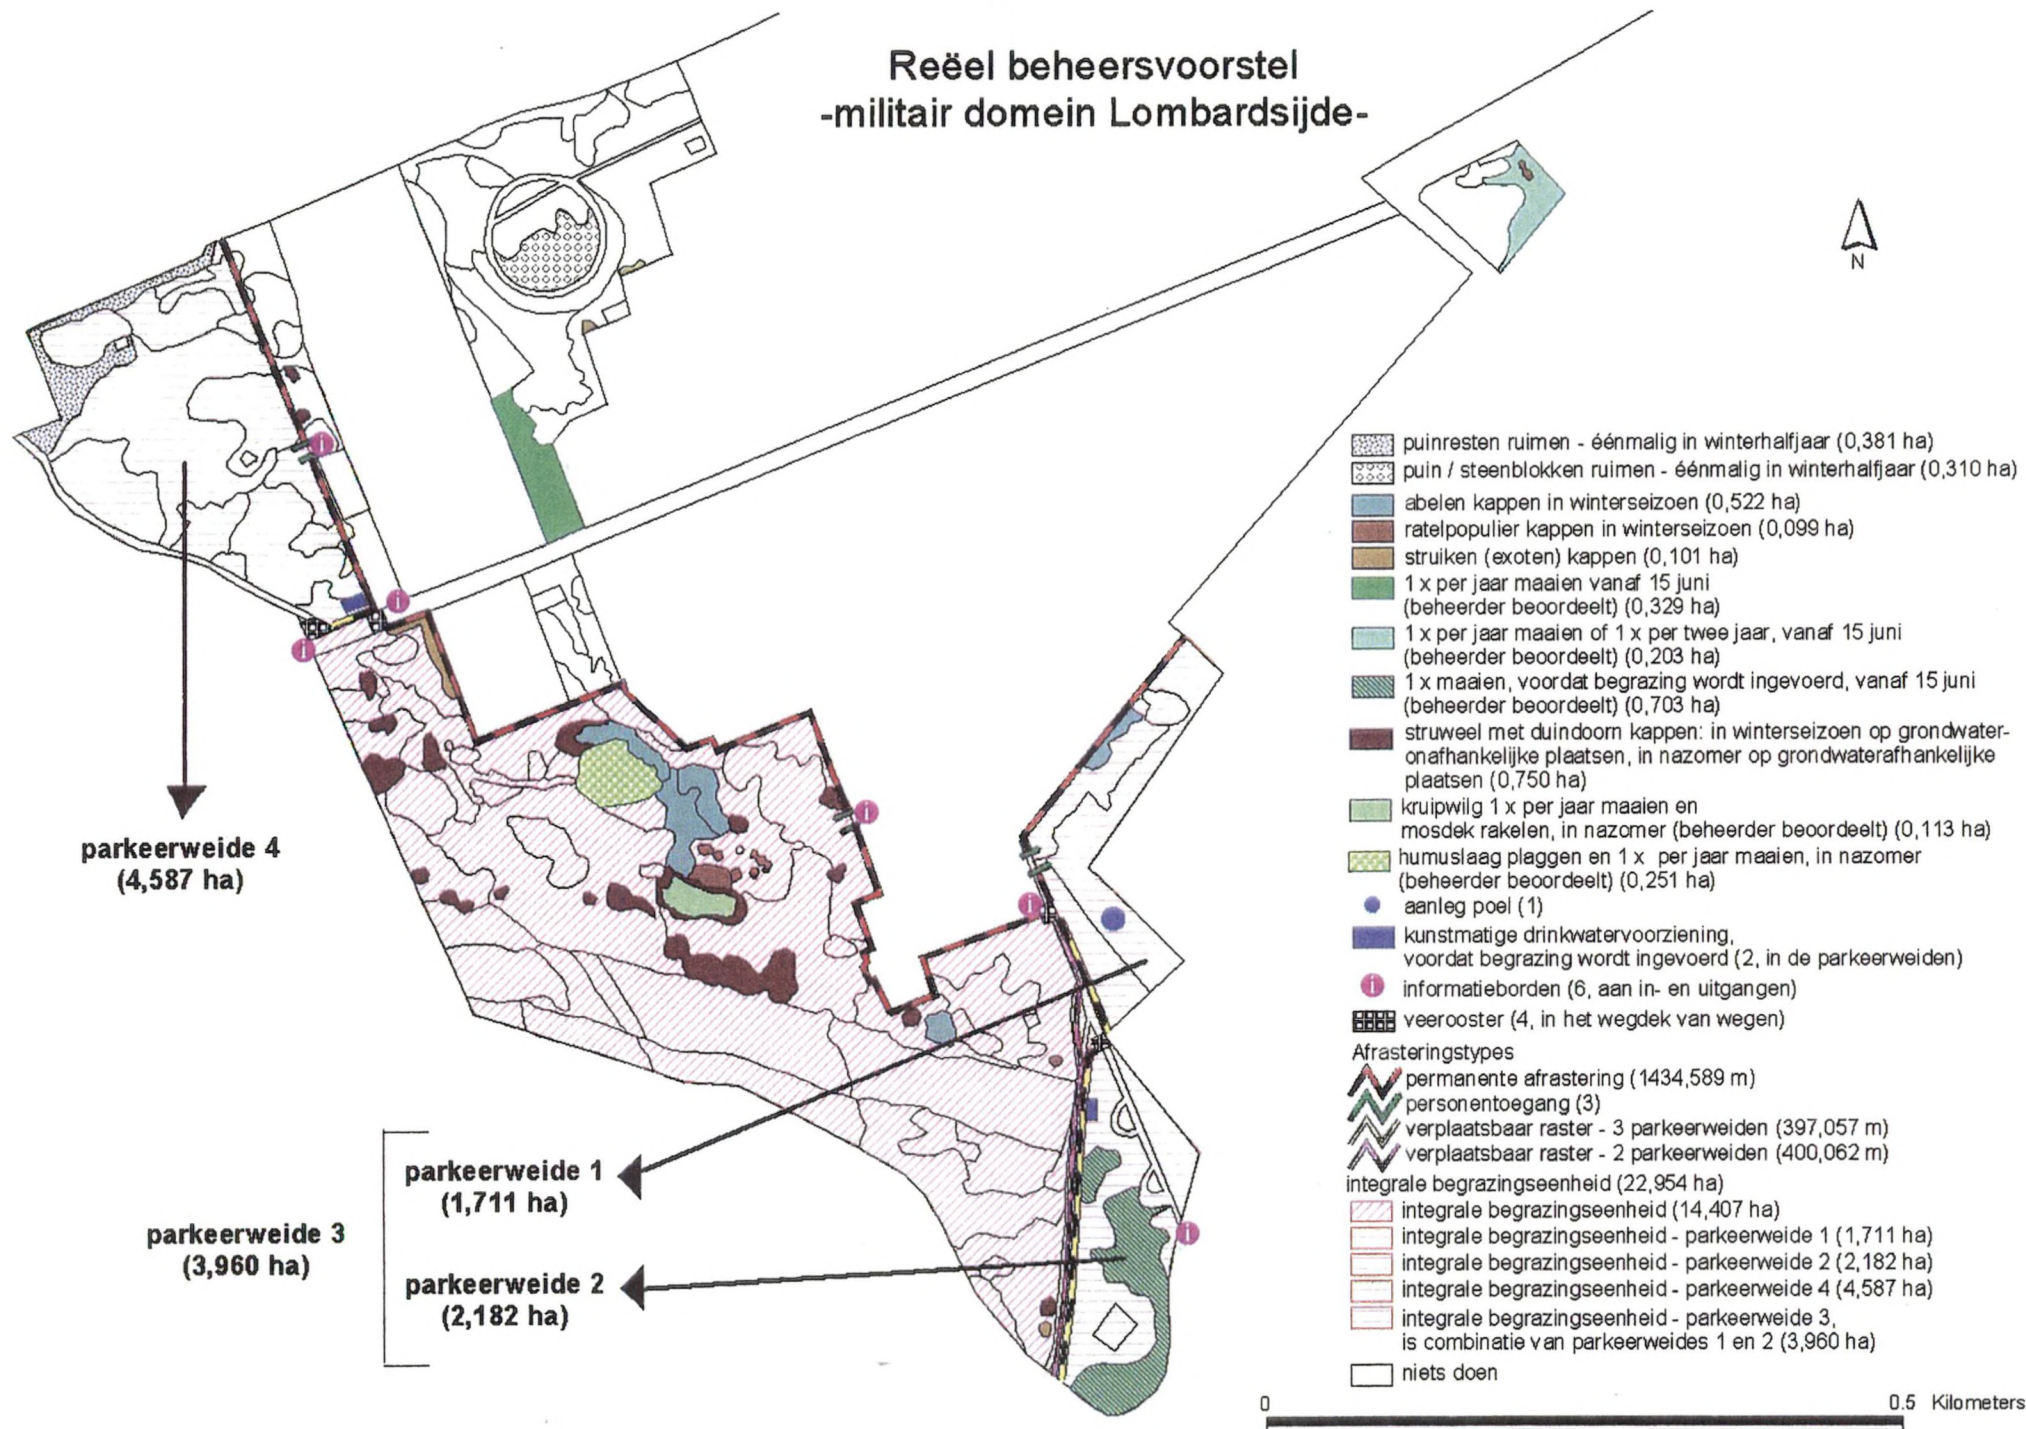 Reëel beheersvoorstel
-militair domein Lombardsijde-
N
puinresten ruimen - éénmalig in winterhalfjaar (0,381 ha)
puin / steenblokken ruimen - éénmalig in winterhalfjaar (0,310 ha)
abelen kappen in winterseizoen (0,522 ha)
ratelpopulier kappen in winterseizoen (0,099 ha)
struiken (exoten) kappen (0,101 ha)
1 x per jaar maaien vanaf 15 juni
(beheerder beoordeelt) (0,329 ha)
1 x per jaar maaien of 1 x per twee jaar, vanaf 15 juni
(beheerder beoordeelt) (0,203 ha)
1 x maaien, voordat begrazing wordt ingevoerd, vanaf 15 juni
(beheerder beoordeelt) (0,703 ha)
struweel met duindoorn kappen: in winterseizoen op grondwater-
onafhankelijke plaatsen, in nazomer op grondwaterafhankelijke
plaatsen (0,750 ha)
kruipwilg 1 x per jaar maaien en
mosdek rakelen, in nazomer (beheerder beoordeelt) (0,113 ha)
humuslaag plaggen en 1 x per jaar maaien, in nazomer
(beheerder beoordeelt) (0,251 ha)
aanleg poel (1)
kunstmatige drinkwatervoorziening,
voordat begrazing wordt ingevoerd (2, in de parkeerweiden)
i informatieborden (6, aan in- en uitgangen)
veerooster (4, in het wegdek van wegen)
Afrasteringstypes
permanente afrastering (1434,589 m)
personentoegang (3)
verplaatsbaar raster - 3 parkeerweiden (397,057 m)
verplaatsbaar raster - 2 parkeerweiden (400,062 m)
integrale begrazingseenheid (22,954 ha)
integrale begrazingseenheid (14,407 ha)
integrale begrazingseenheid - parkeerweide 1 (1,711 ha)
integrale begrazingseenheid - parkeerweide 2 (2,182 ha)
integrale begrazingseenheid - parkeerweide 4 (4,587 ha)
integrale begrazingseenheid - parkeerweide 3,
is combinatie van parkeerweides 1 en 2 (3,960 ha)
niets doen
0 0.5 Kilometers
i
i
i
i
i
i
parkeerweide 4
(4,587 ha)
parkeerweide 1
(1,711 ha)
parkeerweide 3
(3,960 ha)
parkeerweide 2
(2,182 ha)